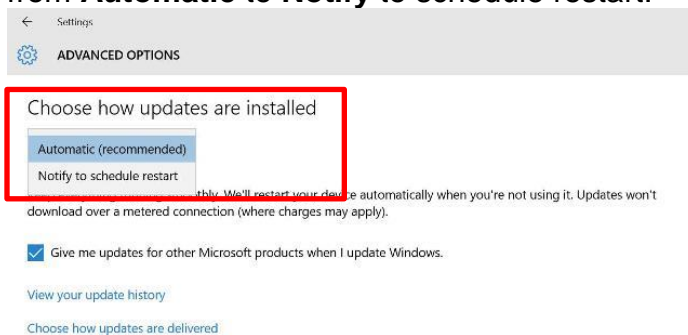 from Automatic to Notify to schedule restart.
Settings
ADVANCED OPTIONS
Choose how updates are installed
Automatic (recommended)
Notify to schedule restart
We'll restart your device automatically when you're not using it. Updates won't
download over a metered connection (where charges may apply).
Give me updates for other Microsoft products when I update Windows.
View your update history
Choose how updates are delivered